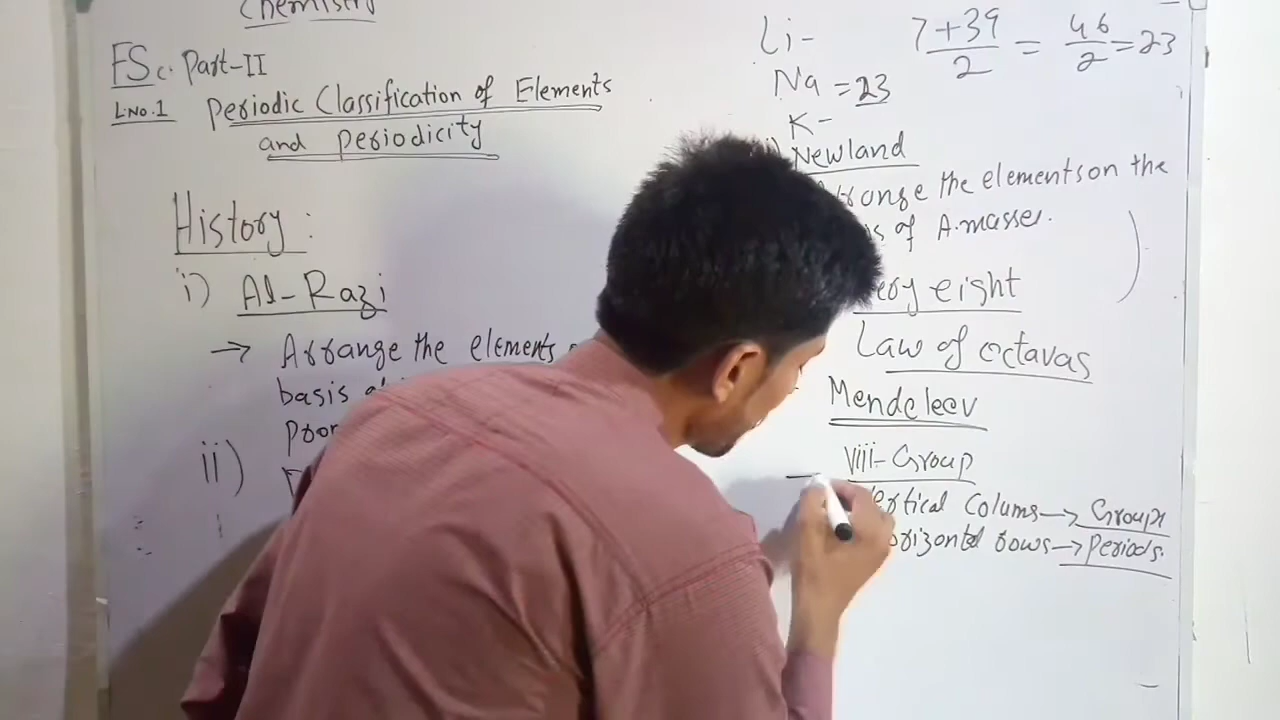 Chemistry
FSc. Part-II
L.No.1 Periodic Classification of Elements
and periodicity
History:
i) Al-Razi
→ Arrange the elements
basis
ii)
Li-
7+39/2 = 46/2 = 23
Na = 23
K-
Newland
the elements on the
of A.masses.
eight
Law of octavas
Mendeleev
viii-Group
Vertical Colums → Groups
Horizontal rows → Periods.